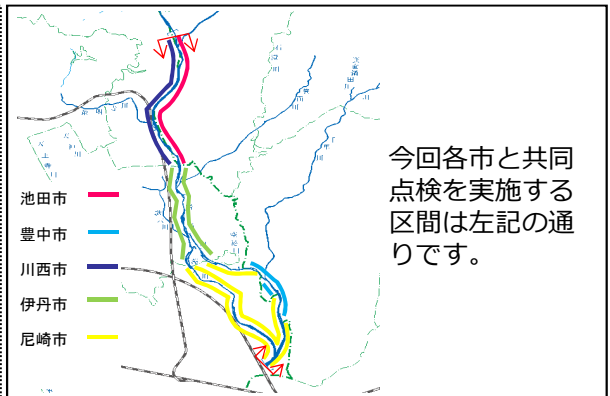 池田市
豊中市
川西市
伊丹市
尼崎市
今回各市と共同
点検を実施する
区間は左記の通
りです。